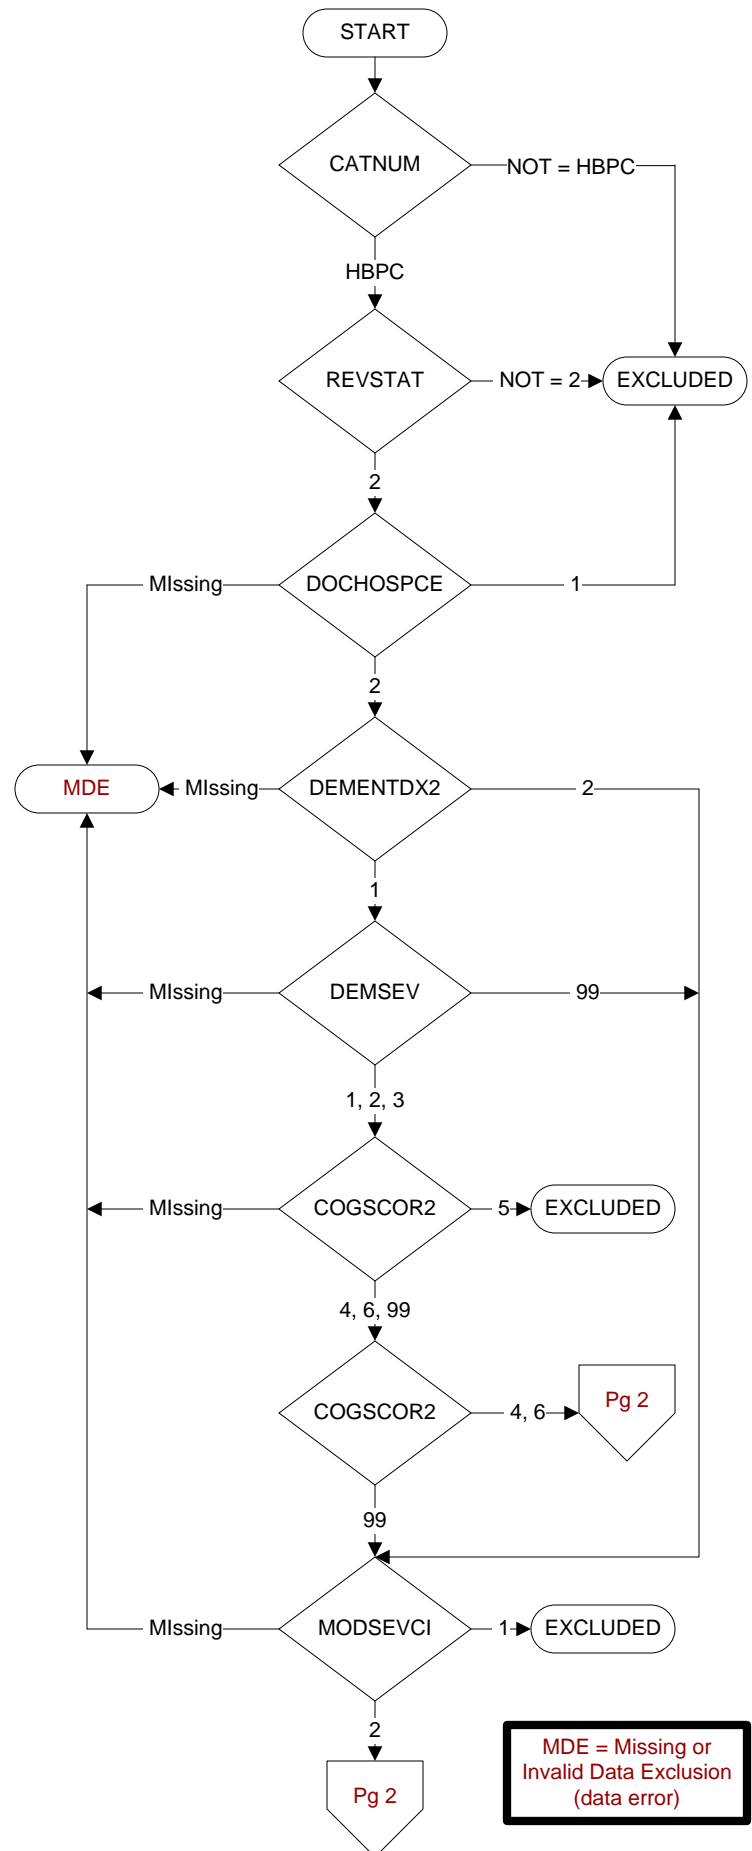 START
CATNUM
NOT = HBPC
HBPC
REVSTAT
NOT = 2
EXCLUDED
2
MIssing
DOCHOSPCE
1
2
MDE
MIssing
DEMENTDX2
2
1
MIssing
DEMSEV
99
1, 2, 3
MIssing
COGSCOR2
5
EXCLUDED
4, 6, 99
COGSCOR2
4, 6
Pg 2
99
MIssing
MODSEVCI
1
EXCLUDED
2
Pg 2
MDE = Missing or
Invalid Data Exclusion
(data error)